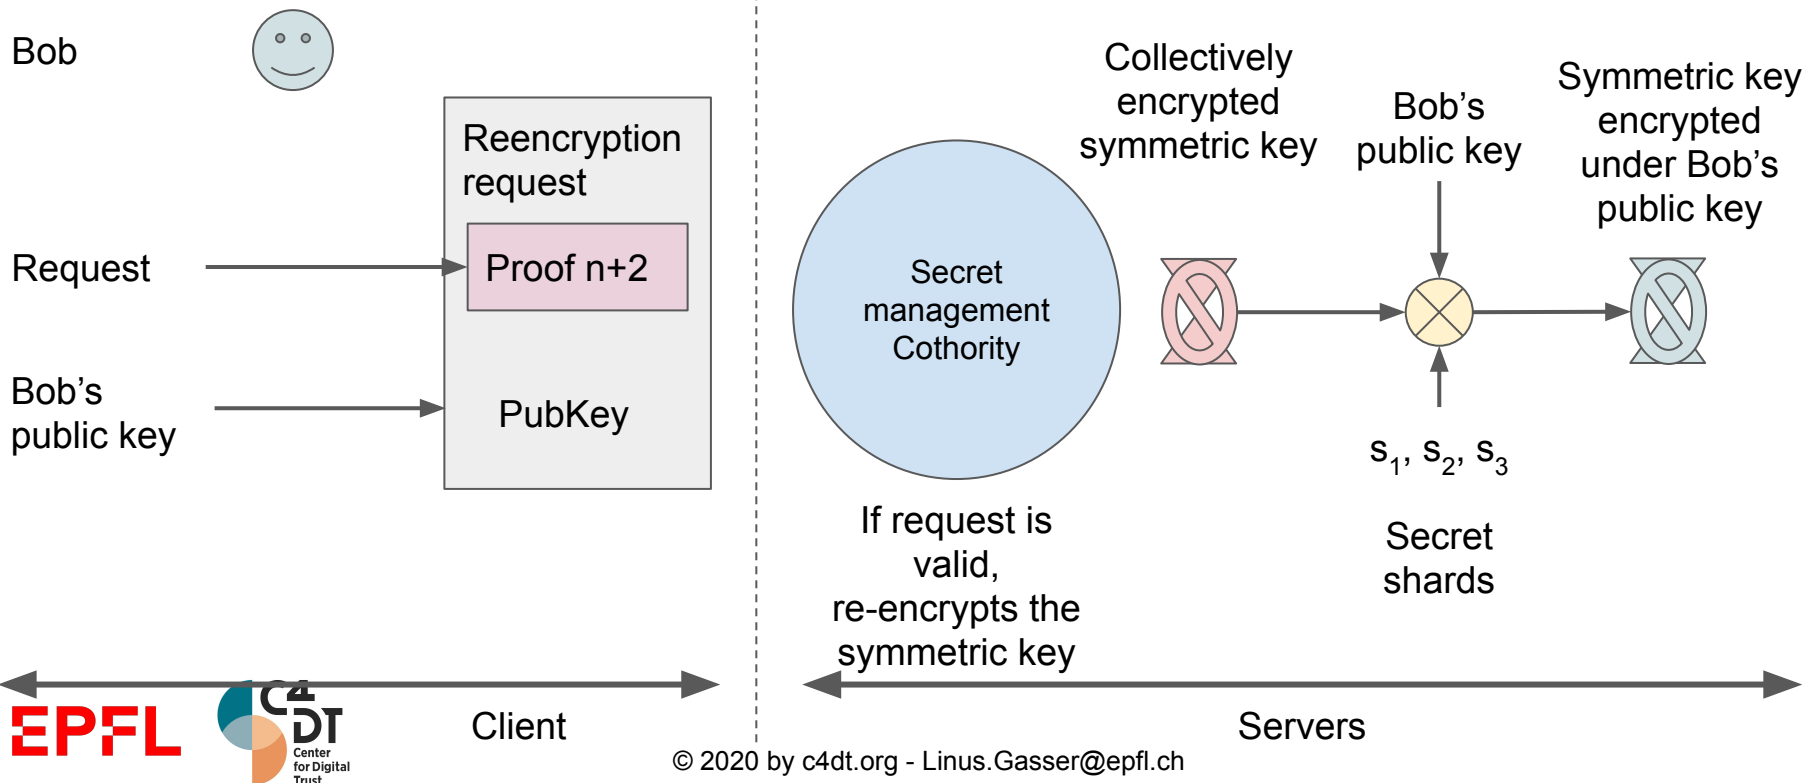 Bob
Reencryption
request
Request
Proof n+2
Bob's
public key
PubKey
Secret
management
Cothority
If request is
valid,
re-encrypts the
symmetric key
Collectively
encrypted
symmetric key
Bob's
public key
Symmetric key
encrypted
under Bob's
public key
s1, s2, s3
Secret
shards
Client
Servers
EPFL
C4
DT
Center
for Digital
Trust
© 2020 by c4dt.org - Linus.Gasser@epfl.ch